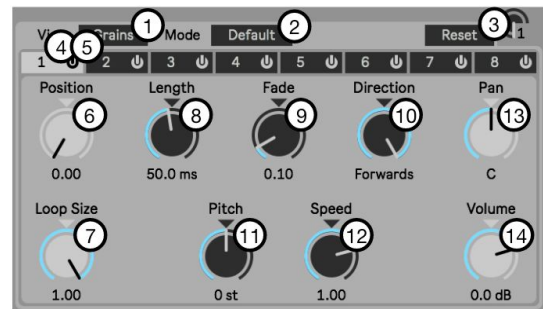 Vi Grains 1 Mode Default 2 Reset 3 1
1 4 5 2 3 4 5 6 7 8
Position Length Fade Direction Pan
6 8 9 10 13
0.00 50.0 ms 0.10 Forwards C
Loop Size Pitch Speed Volume
7 11 12 14
1.00 0 st 1.00 0.0 dB